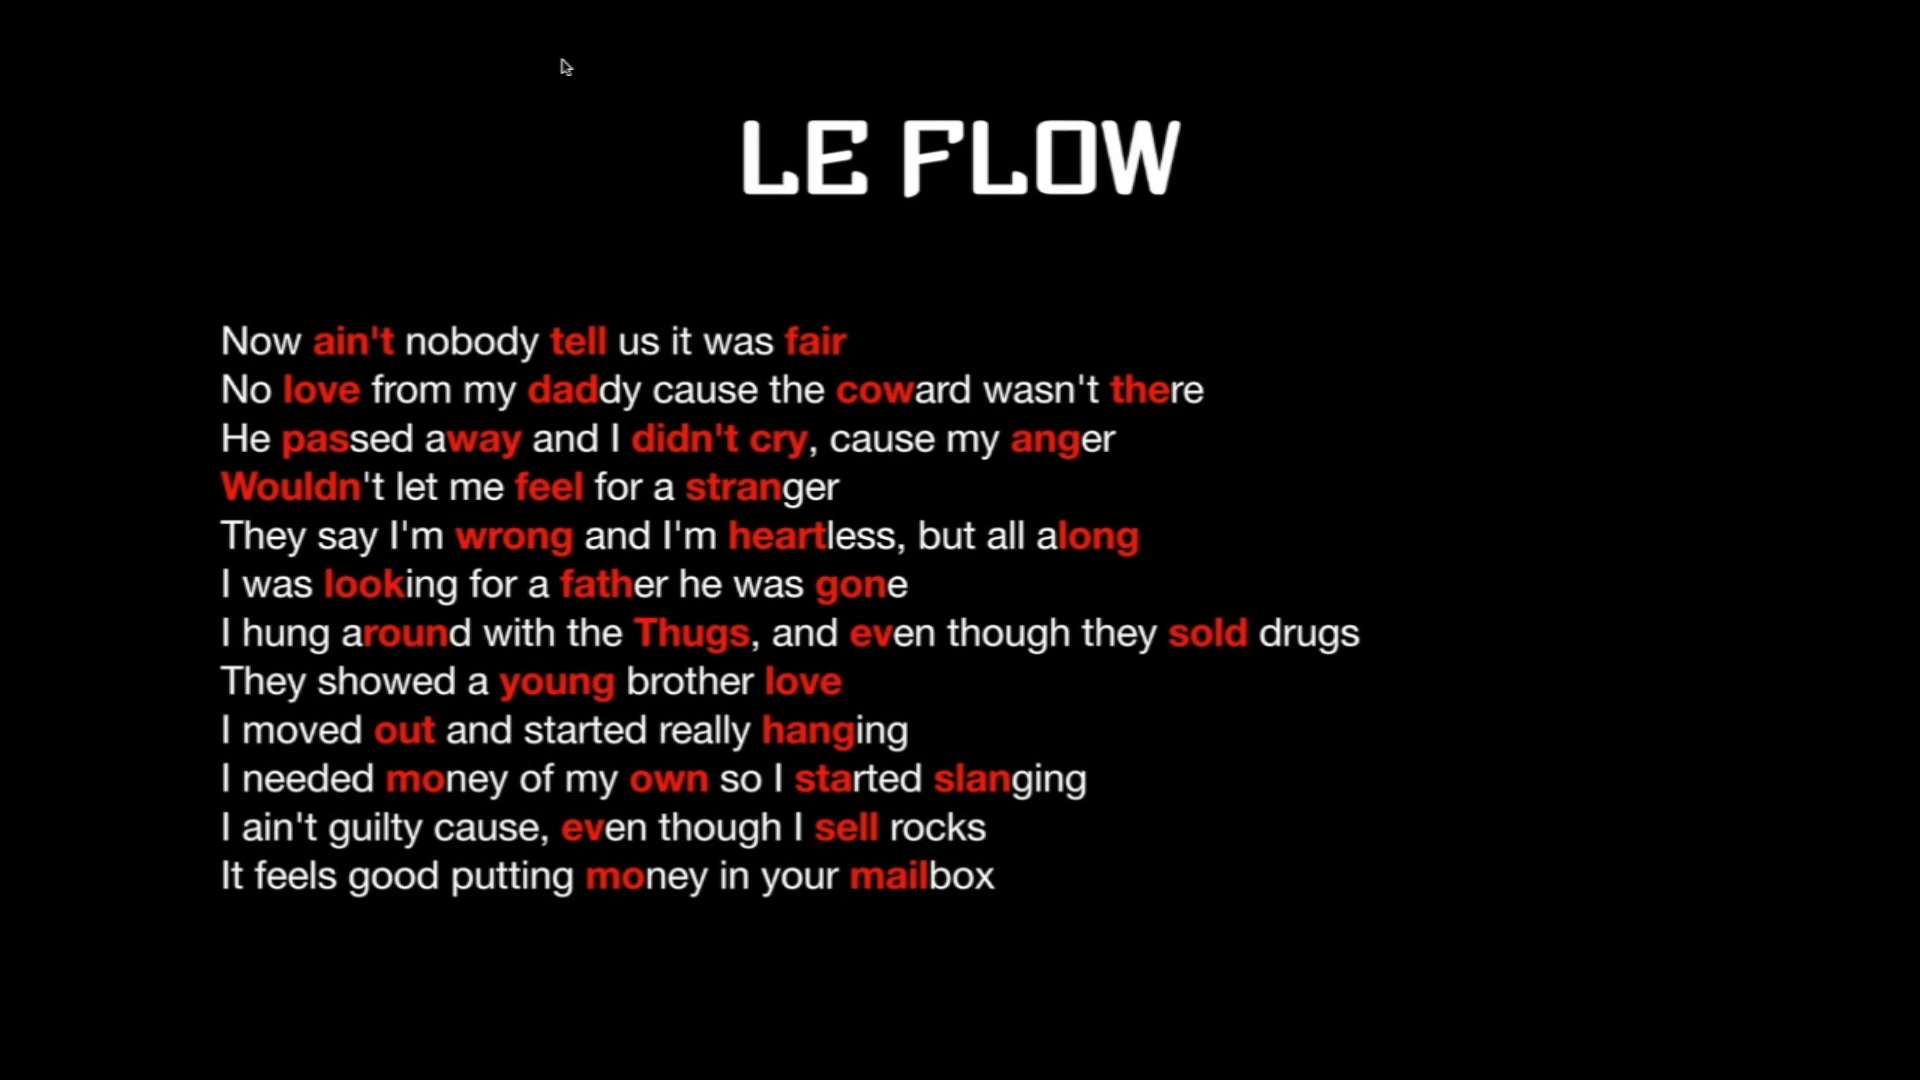 LE FLOW
Now ain't nobody tell us it was fair
No love from my daddy cause the coward wasn't there
He passed away and I didn't cry, cause my anger
Wouldn't let me feel for a stranger
They say I'm wrong and I'm heartless, but all along
I was looking for a father he was gone
I hung around with the Thugs, and even though they sold drugs
They showed a young brother love
I moved out and started really hanging
I needed money of my own so I started slanging
I ain't guilty cause, even though I sell rocks
It feels good putting money in your mailbox